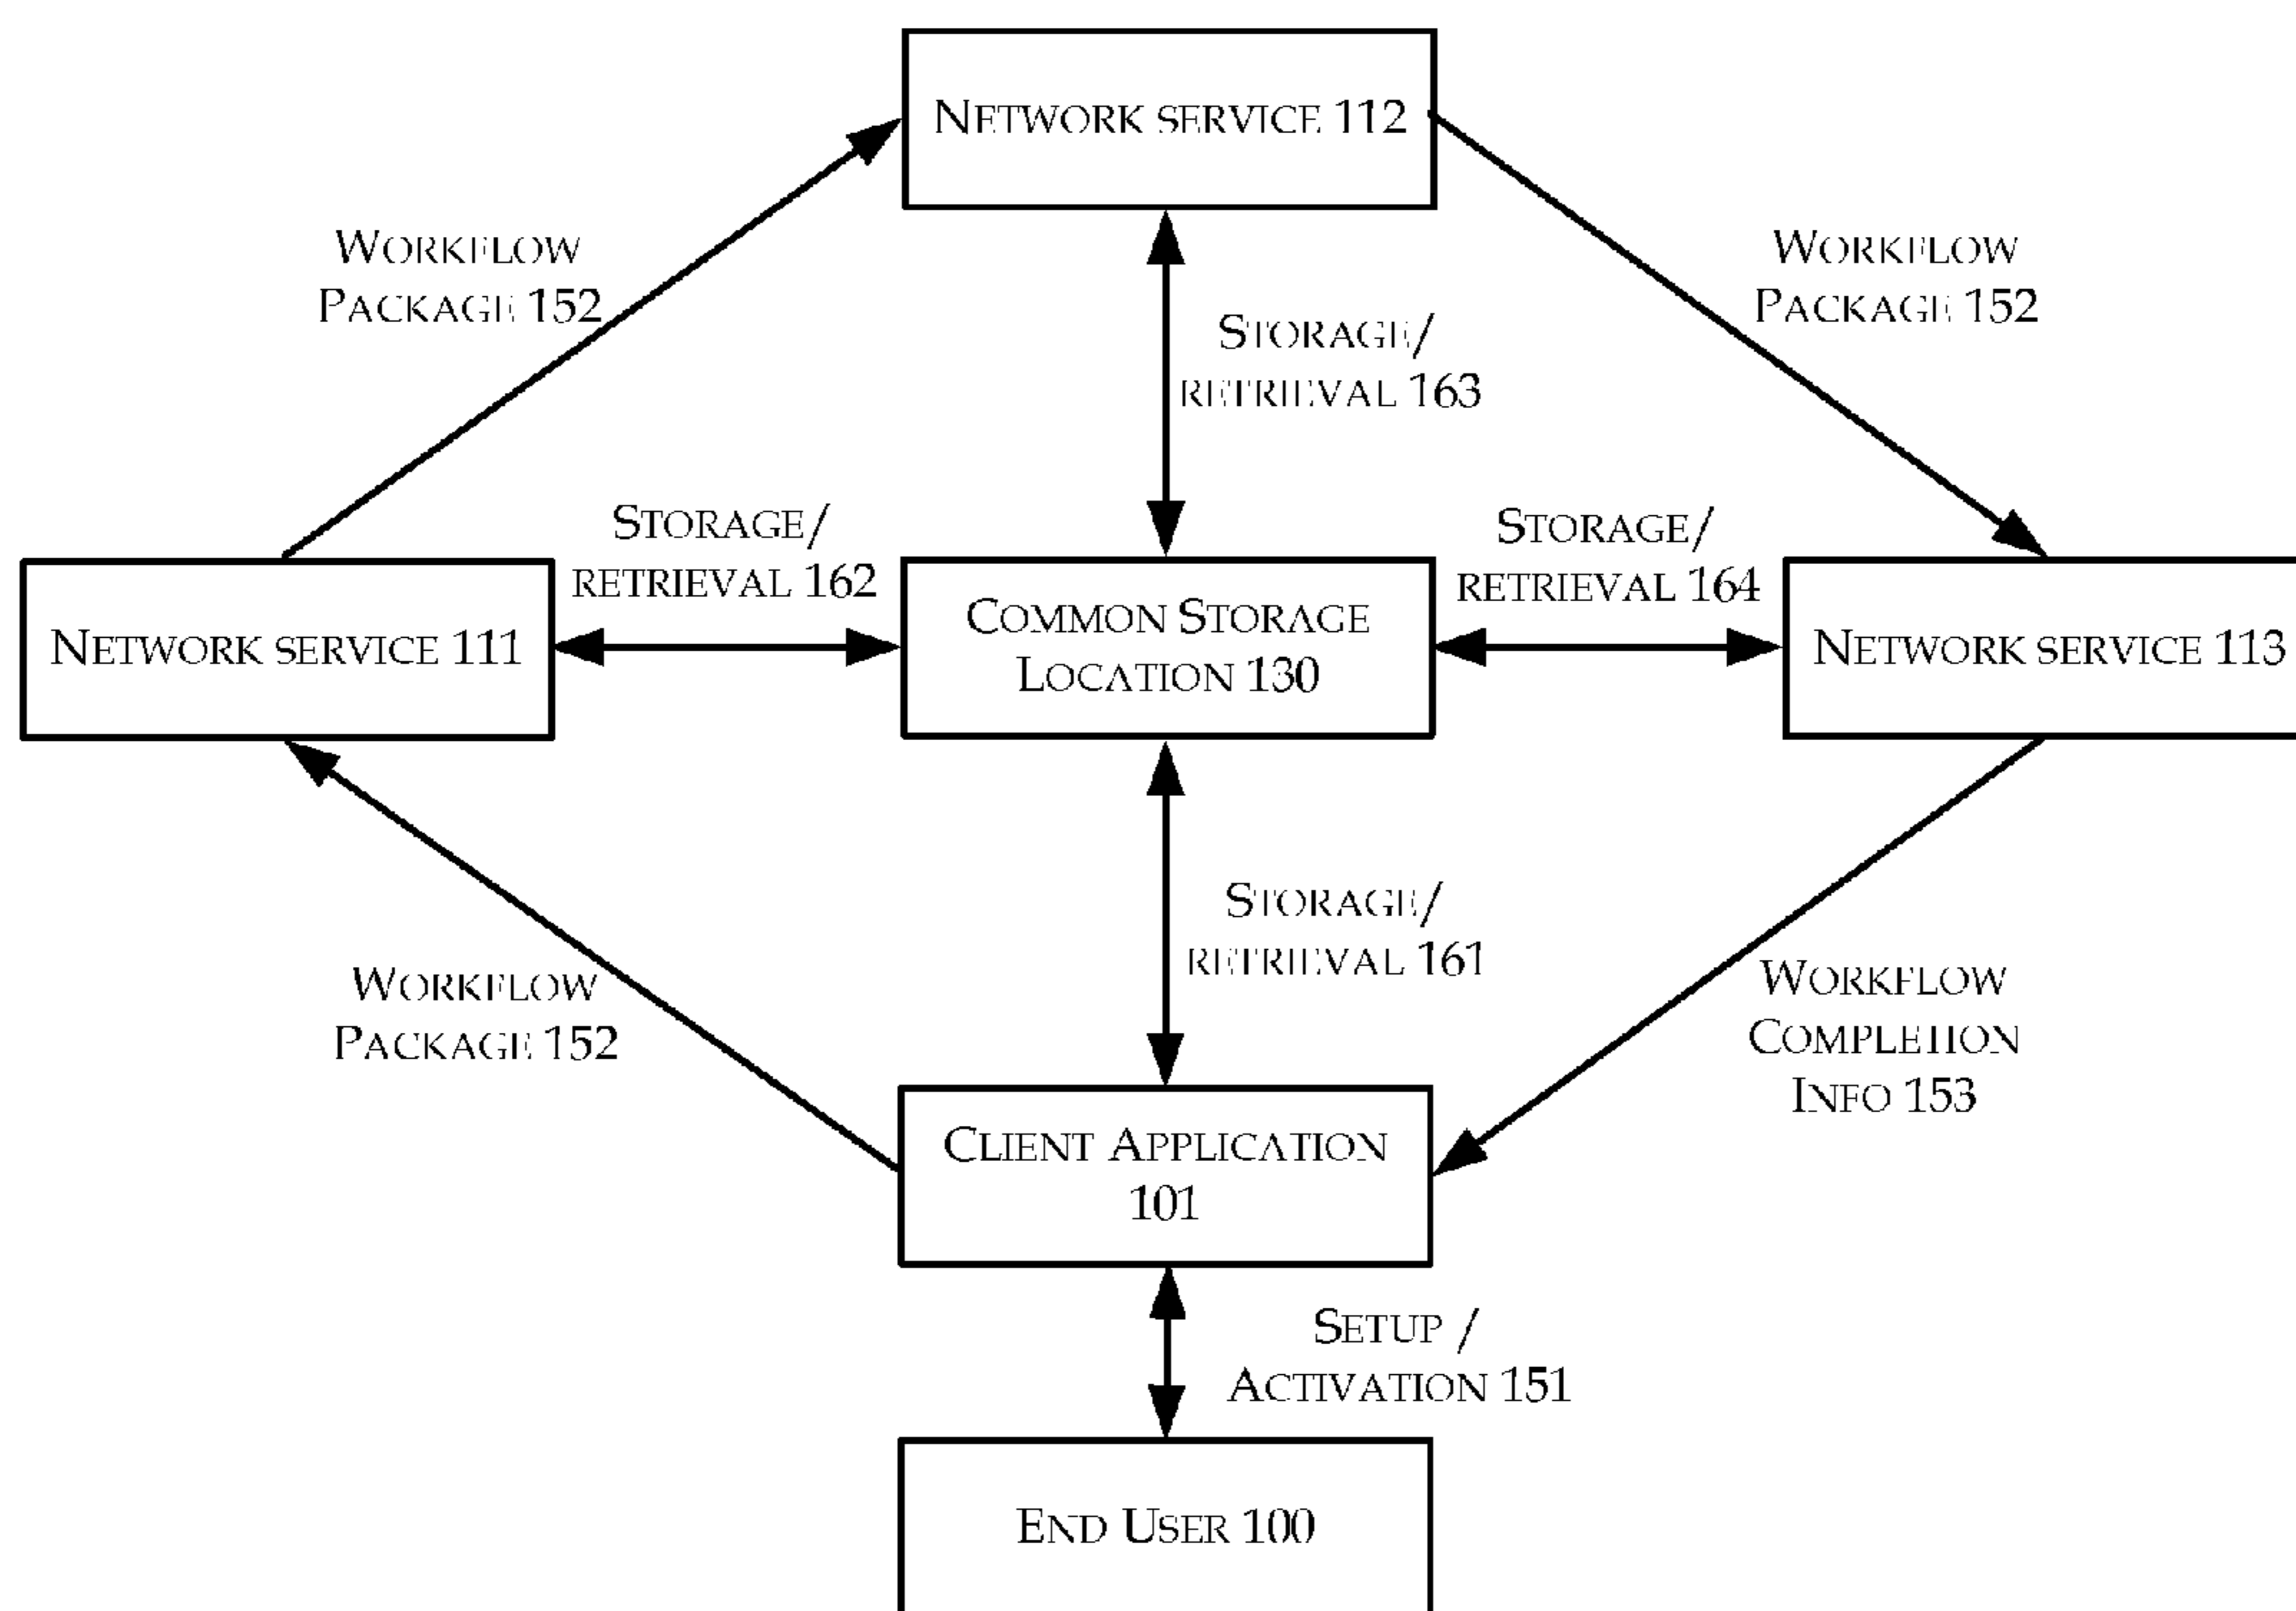 Network service 112
Workflow
Package 152
Workflow
Package 152
Storage/
retrieval 163
Storage/
retrieval 162
Storage/
retrieval 164
Network service 111
Common Storage
Location 130
Network service 113
Storage/
retrieval 161
Workflow
Package 152
Workflow
Completion
Info 153
Client Application
101
Setup /
Activation 151
End User 100